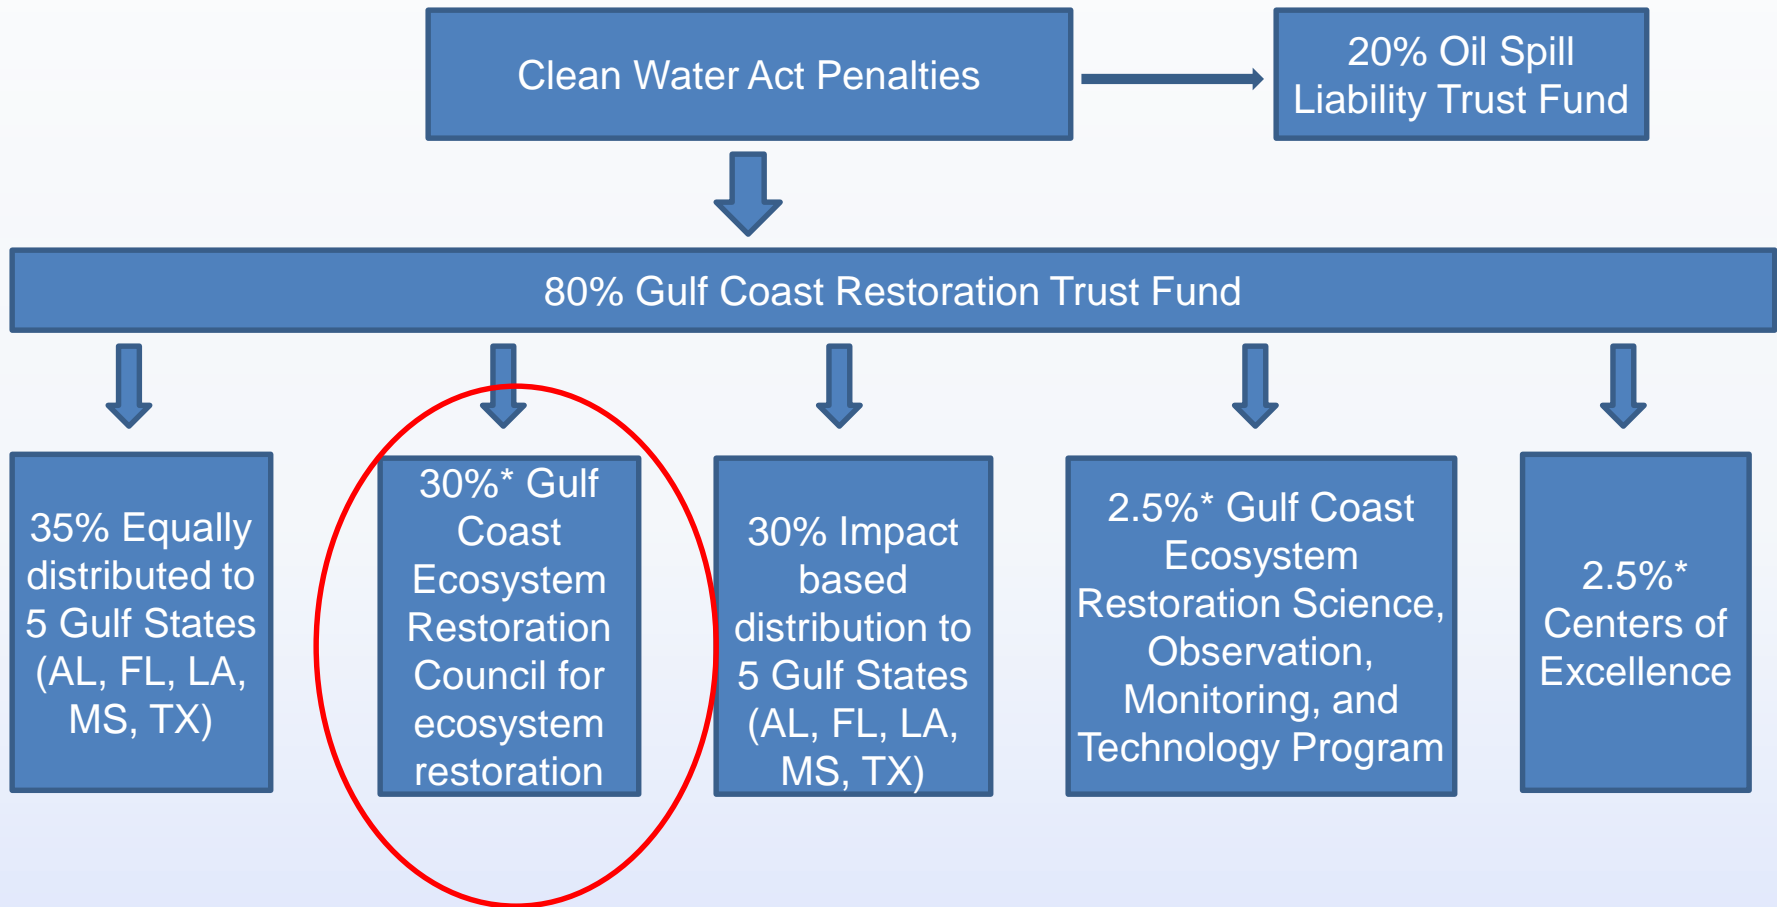 Clean Water Act Penalties
20% Oil Spill
Liability Trust Fund
80% Gulf Coast Restoration Trust Fund
35% Equally
distributed to
5 Gulf States
(AL, FL, LA,
MS, TX)
30%* Gulf
Coast
Ecosystem
Restoration
Council for
ecosystem
restoration
30% Impact
based
distribution to
5 Gulf States
(AL, FL, LA,
MS, TX)
2.5%* Gulf Coast
Ecosystem
Restoration Science,
Observation,
Monitoring, and
Technology Program
2.5%*
Centers of
Excellence